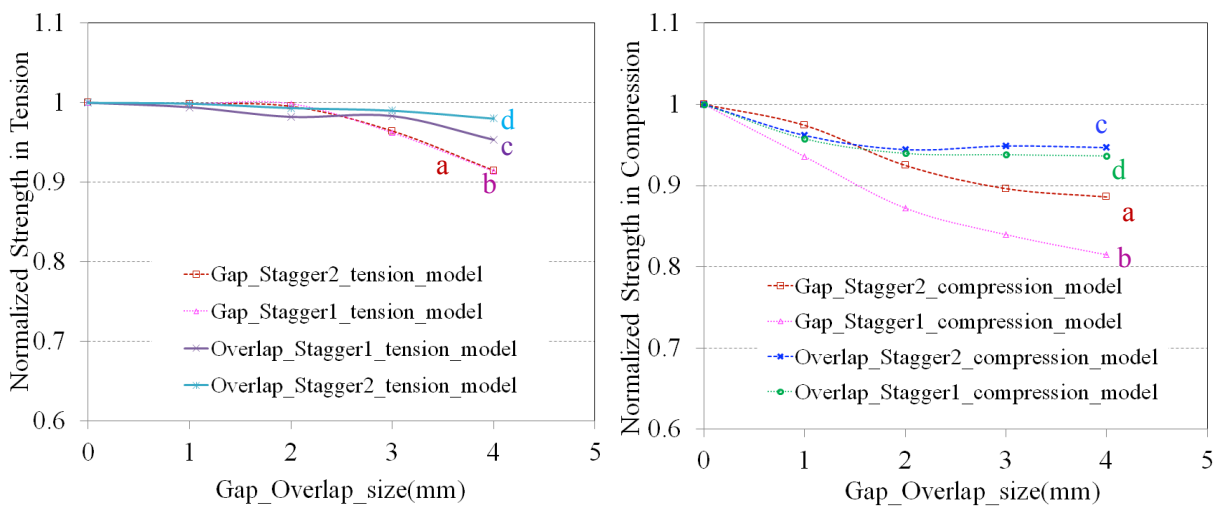 1.1
1
0.9
0.8
0.7
0.6
Normalized Strength in Tension
d
c
a
b
Gap_Stagger2_tension_model
Gap_Stagger1_tension_model
Overlap_Stagger1_tension_model
Overlap_Stagger2_tension_model
0 1 2 3 4 5
Gap_Overlap_size(mm)
1.1
1
0.9
0.8
0.7
0.6
Normalized Strength in Compression
c
d
a
b
Gap_Stagger2_compression_model
Gap_Stagger1_compression_model
Overlap_Stagger2_compression_model
Overlap_Stagger1_compression_model
0 1 2 3 4 5
Gap_Overlap_size(mm)